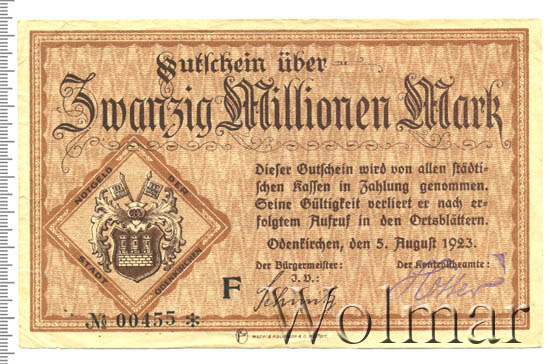 Gutschein über
Zwanzig Millionen Mark
Dieser Gutschein wird von allen städti-
schen Kassen in Zahlung genommen.
Seine Gültigkeit verliert er nach er-
folgtem Aufruf in den Ortsblättern.
Odenkirchen, den 5. August 1923.
Der Bürgermeister: Der Kontrollbeamte:
J. V.:
NOTGELD DER
STADT ODENKIRCHEN
F
№ 00455 *
Wolmar